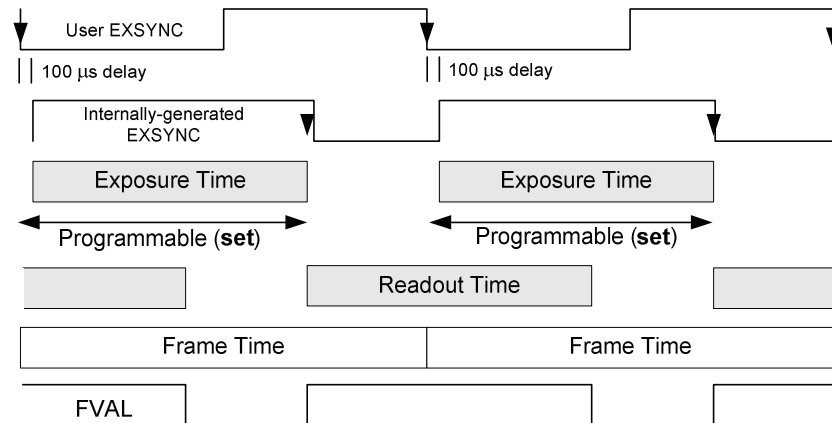 User EXSYNC
100 μs delay
100 μs delay
Internally-generated
EXSYNC
Exposure Time
Exposure Time
Programmable (set)
Programmable (set)
Readout Time
Frame Time
Frame Time
FVAL